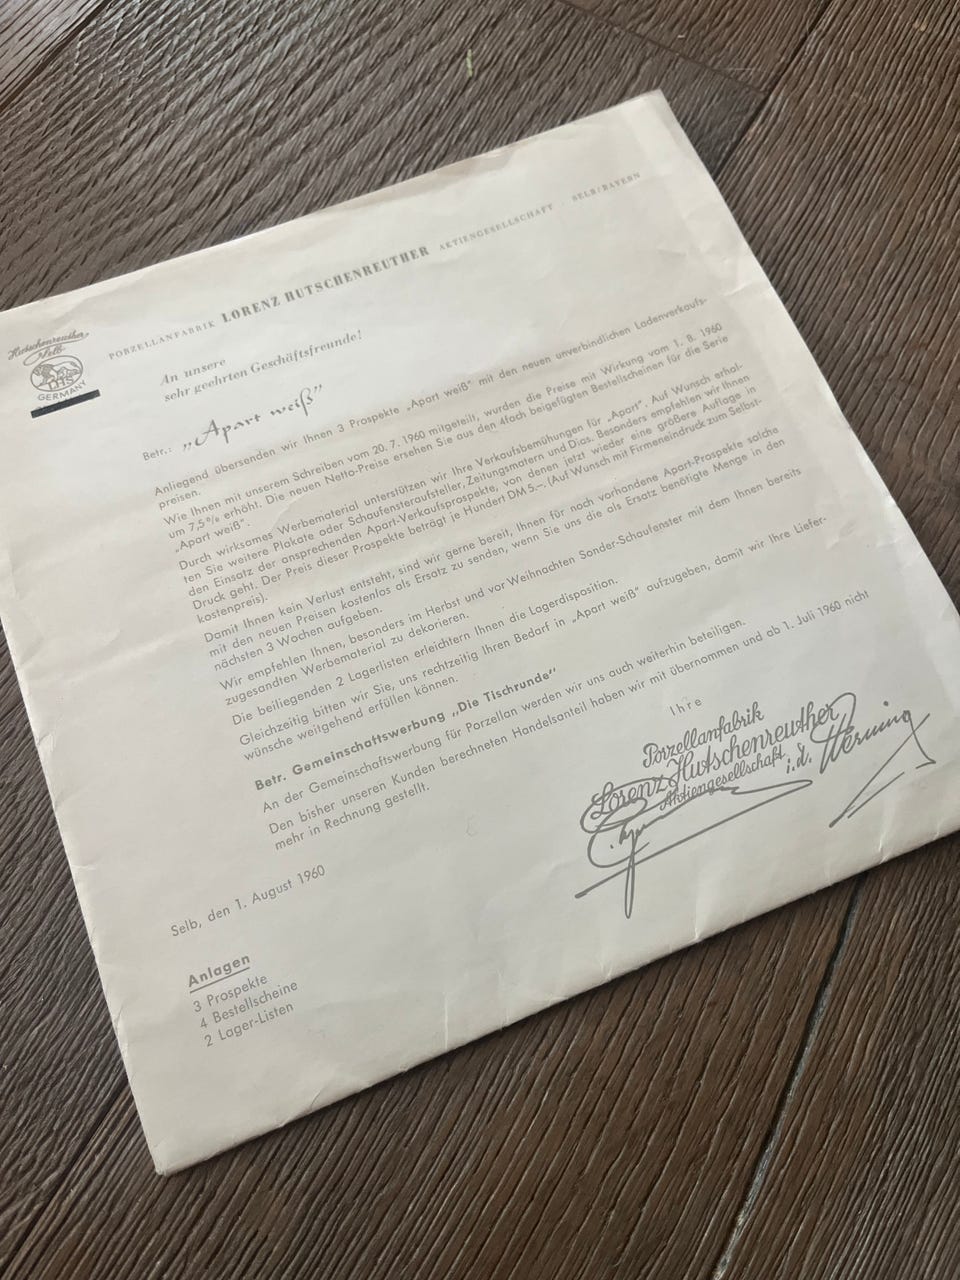 Hutschenreuther
Selb
GERMANY
PORZELLANFABRIK LORENZ HUTSCHENREUTHER AKTIENGESELLSCHAFT · SELB/BAYERN
An unsere
sehr geehrten Geschäftsfreunde!
Betr.: „Apart weiß”
Anliegend übersenden wir Ihnen 3 Prospekte „Apart weiß“ mit den neuen unverbindlichen Ladenverkaufs-
preisen.
Wie Ihnen mit unserem Schreiben vom 20. 7. 1960 mitgeteilt, wurden die Preise mit Wirkung vom 1. 8. 1960
um 7,5% erhöht. Die neuen Netto-Preise ersehen Sie aus den 4fach beigefügten Bestellscheinen für die Serie
„Apart weiß“.
Durch wirksames Werbematerial unterstützen wir Ihre Verkaufsbemühungen für „Apart“. Auf Wunsch erhal-
ten Sie weitere Plakate oder Schaufensteraufsteller, Zeitungsmatern und Dias. Besonders empfehlen wir Ihnen
den Einsatz der ansprechenden Apart-Verkaufsprospekte, von denen jetzt wieder eine größere Auflage in
Druck geht. Der Preis dieser Prospekte beträgt je Hundert DM 5.–. (Auf Wunsch mit Firmeneindruck zum Selbst-
kostenpreis).
Damit Ihnen kein Verlust entsteht, sind wir gerne bereit, Ihnen für noch vorhandene Apart-Prospekte solche
mit den neuen Preisen kostenlos als Ersatz zu senden, wenn Sie uns die als Ersatz benötigte Menge in den
nächsten 3 Wochen aufgeben.
Wir empfehlen Ihnen, besonders im Herbst und vor Weihnachten Sonder-Schaufenster mit dem Ihnen bereits
zugesandten Werbematerial zu dekorieren.
Die beiliegenden 2 Lagerlisten erleichtern Ihnen die Lagerdisposition.
Gleichzeitig bitten wir Sie, uns rechtzeitig Ihren Bedarf in „Apart weiß“ aufzugeben, damit wir Ihre Liefer-
wünsche weitgehend erfüllen können.
Betr. Gemeinschaftswerbung „Die Tischrunde“
An der Gemeinschaftswerbung für Porzellan werden wir uns auch weiterhin beteiligen.
Den bisher unseren Kunden berechneten Handelsanteil haben wir mit übernommen und ab 1. Juli 1960 nicht
mehr in Rechnung gestellt.
Ihre
Porzellanfabrik
Lorenz Hutschenreuther
Aktiengesellschaft
Selb, den 1. August 1960
Anlagen
3 Prospekte
4 Bestellscheine
2 Lager-Listen